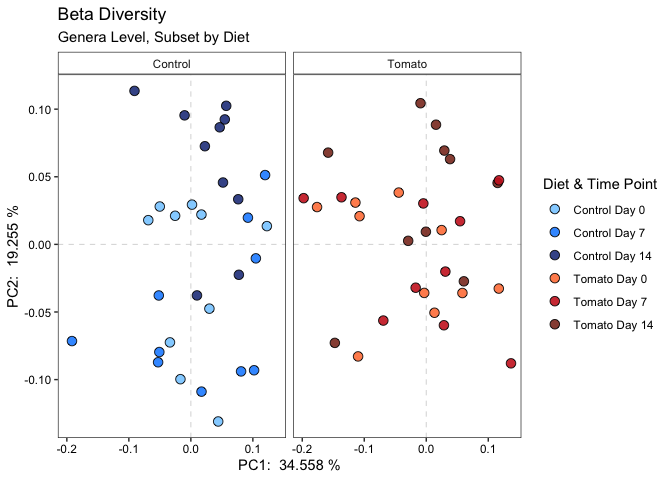 Beta Diversity
Genera Level, Subset by Diet
Control
Tomato
0.10
0.05
0.00
-0.05
-0.10
PC2:  19.255 %
-0.2 -0.1 0.0 0.1
-0.2 -0.1 0.0 0.1
PC1:  34.558 %
Diet & Time Point
Control Day 0
Control Day 7
Control Day 14
Tomato Day 0
Tomato Day 7
Tomato Day 14